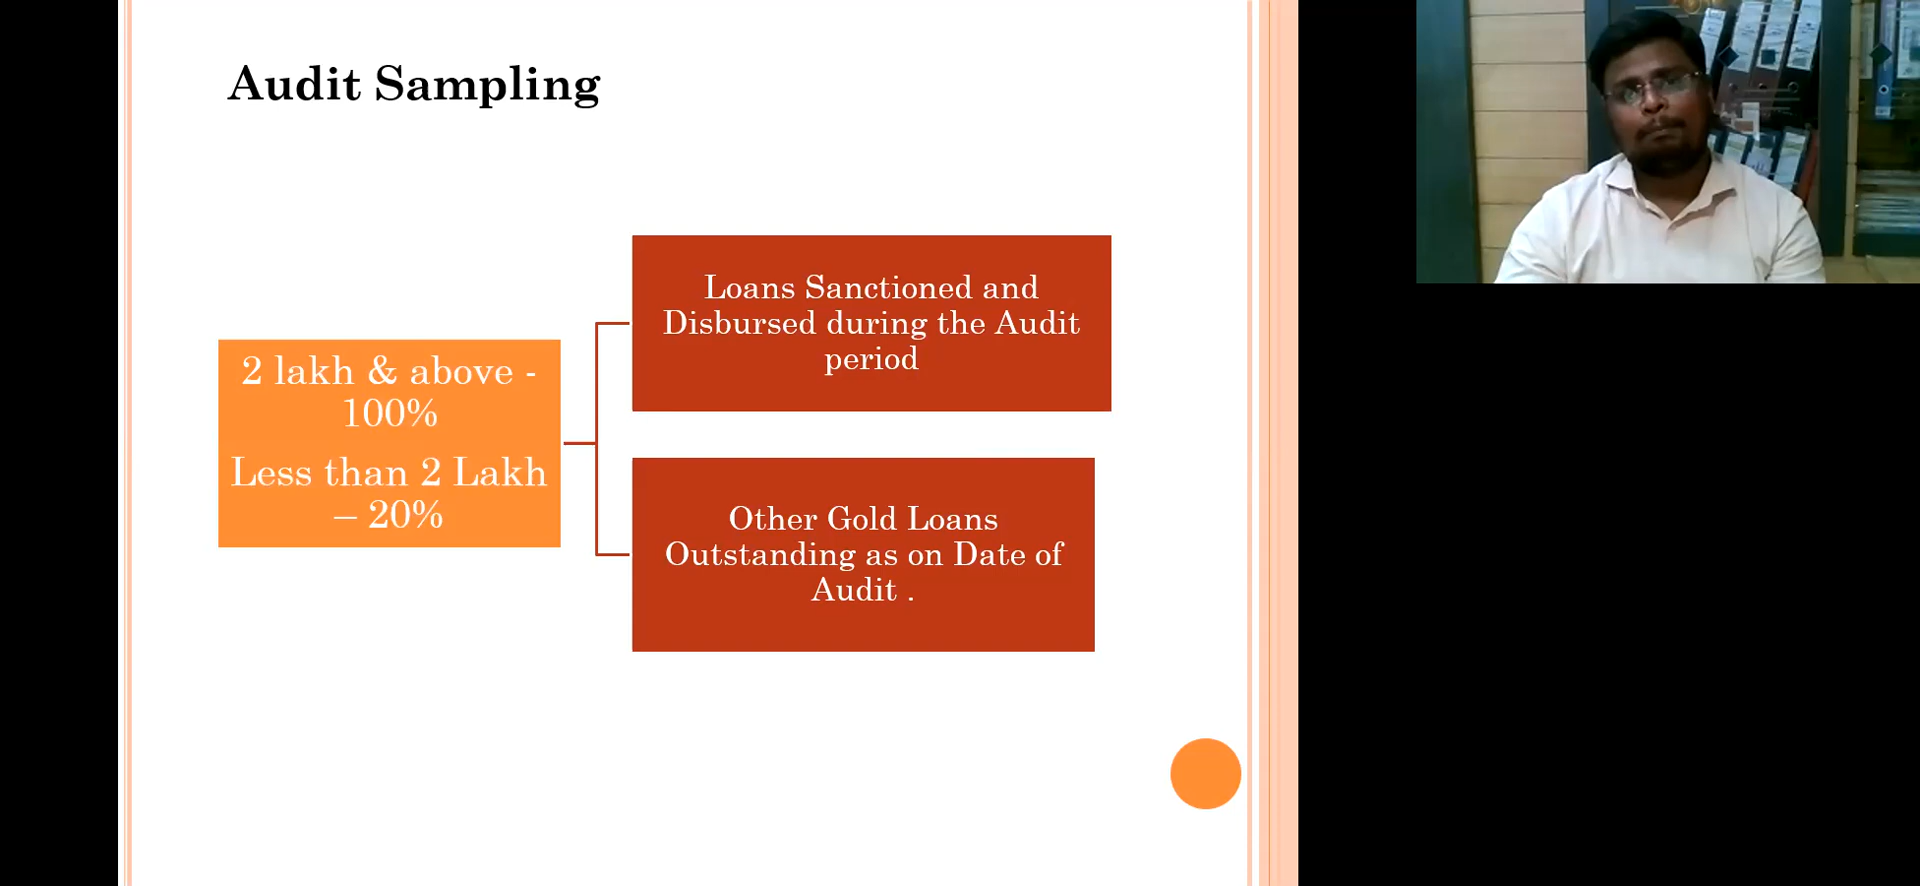 Audit Sampling
2 lakh & above -
100%
Less than 2 Lakh
– 20%
Loans Sanctioned and
Disbursed during the Audit
period
Other Gold Loans
Outstanding as on Date of
Audit .